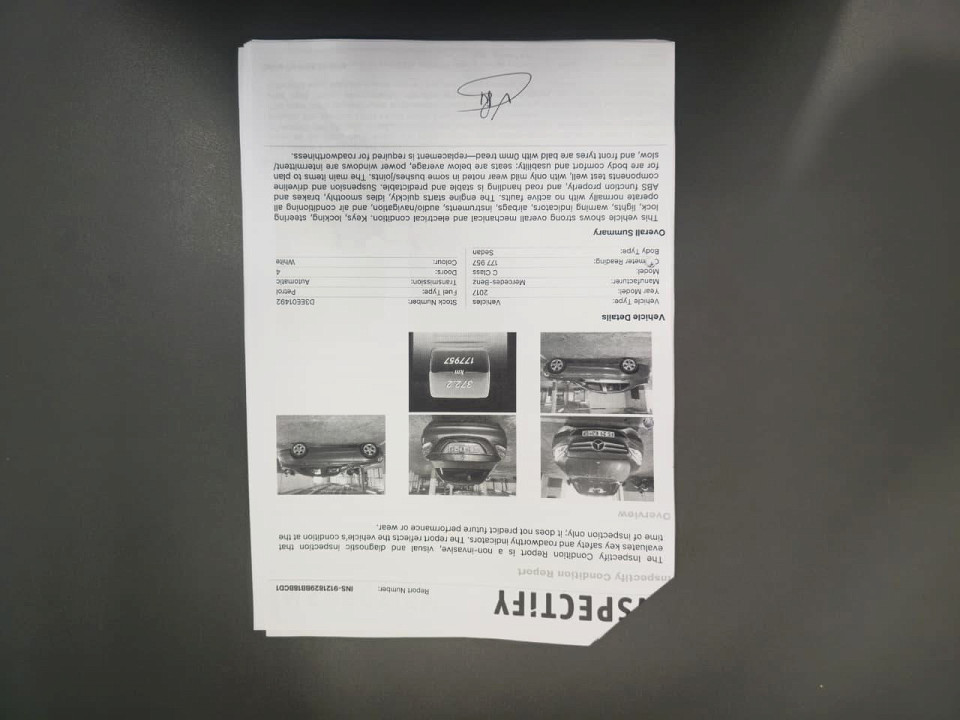 SPECTiFY
Report Number: INS-9121829B818BCD1
Inspectify Condition Report
The Inspectify Condition Report is a non-invasive, visual and diagnostic inspection that
evaluates key safety and roadworthy indicators. The report reflects the vehicle's condition at the
time of inspection only; it does not predict future performance or wear.
Overview
372.2
km
177957
Vehicle Details
Vehicle Type: Vehicles Stock Number: D3EE01492
Year Model: 2017 Fuel Type: Petrol
Manufacturer: Mercedes-Benz Transmission: Automatic
Model: C Class Doors: 4
meter Reading: 177 957 Colour: White
Body Type: Sedan
Overall Summary
This vehicle shows strong overall mechanical and electrical condition. Keys, locking, steering
lock, lights, warning indicators, airbags, instruments, audio/navigation, and air conditioning all
operate normally with no active faults. The engine starts quickly, idles smoothly, brakes and
ABS function properly, and road handling is stable and predictable. Suspension and driveline
components test well, with only mild wear noted in some bushes/joints. The main items to plan
for are body comfort and usability: seats are below average, power windows are intermittent/
slow, and front tyres are bald with 0mm tread—replacement is required for roadworthiness.